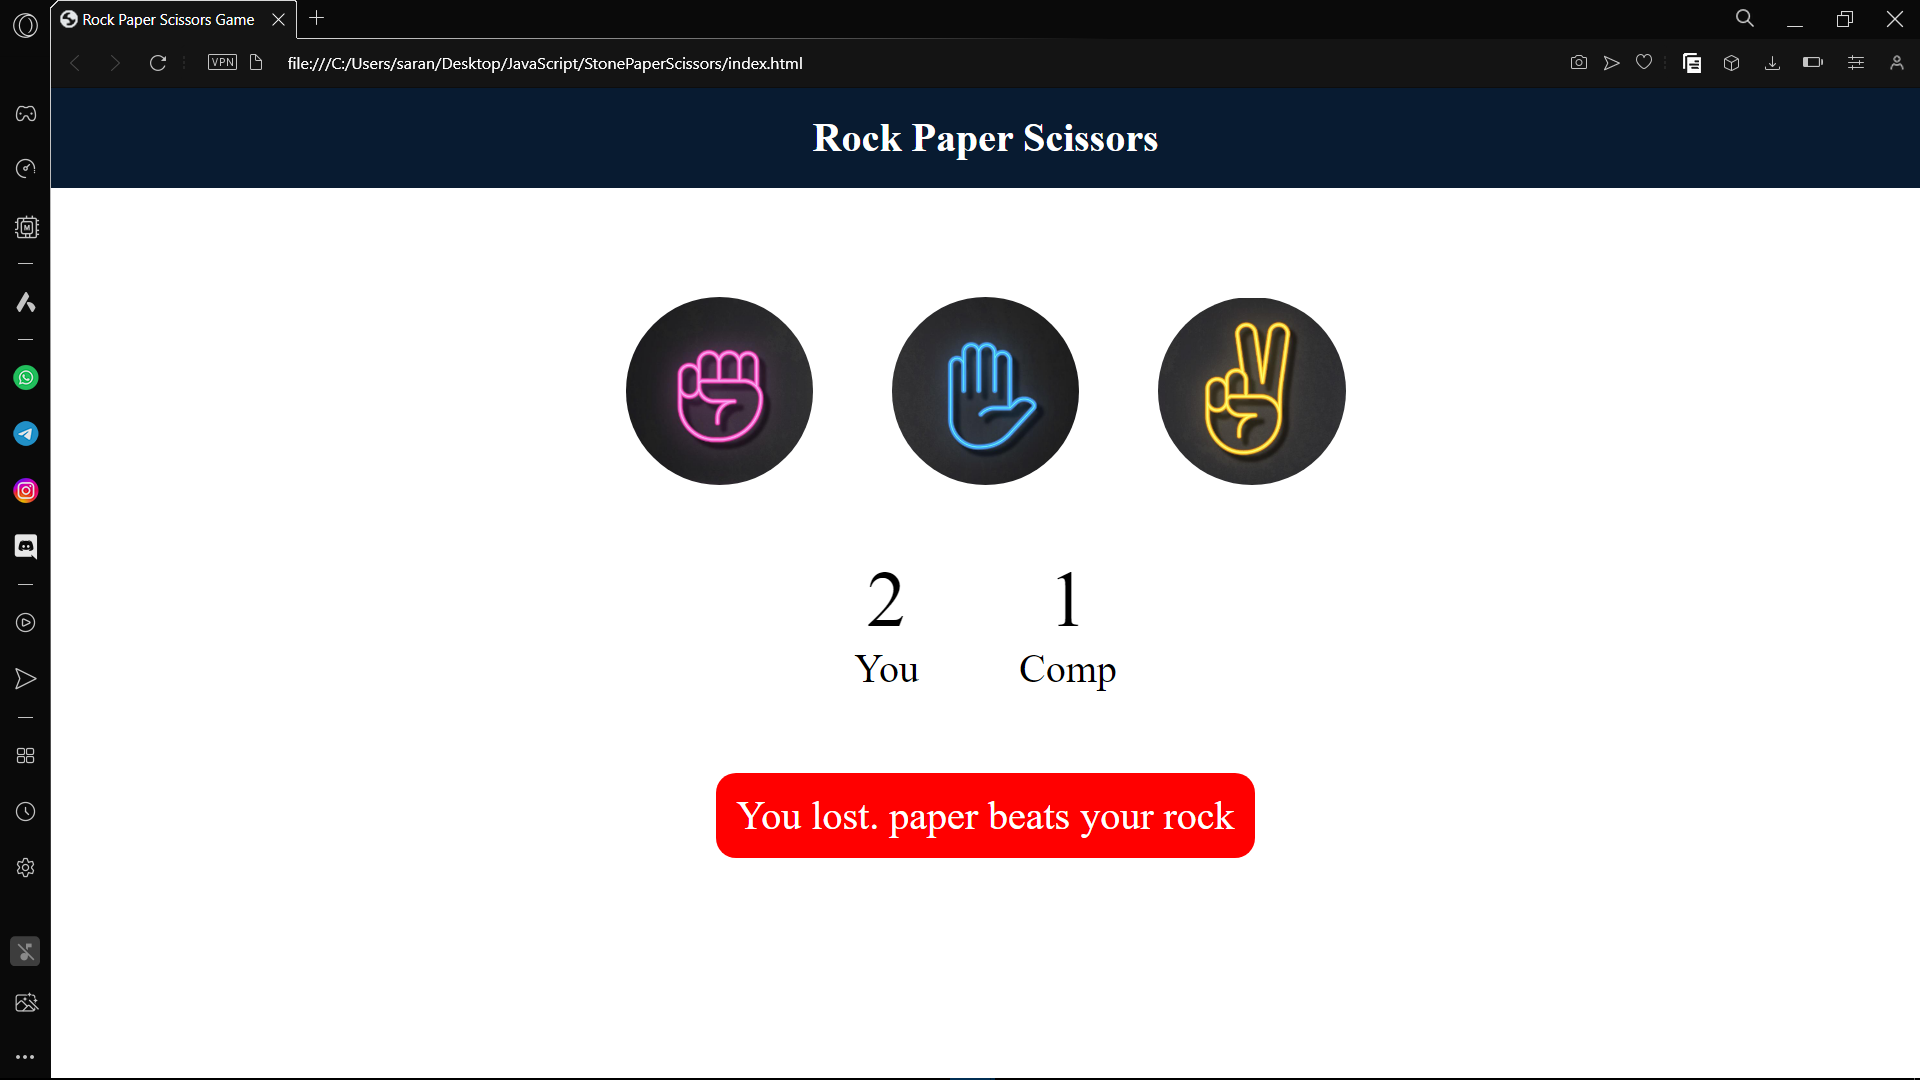 Rock Paper Scissors Game
VPN
file:///C:/Users/saran/Desktop/JavaScript/StonePaperScissors/index.html
Rock Paper Scissors
2
1
You
Comp
You lost. paper beats your rock